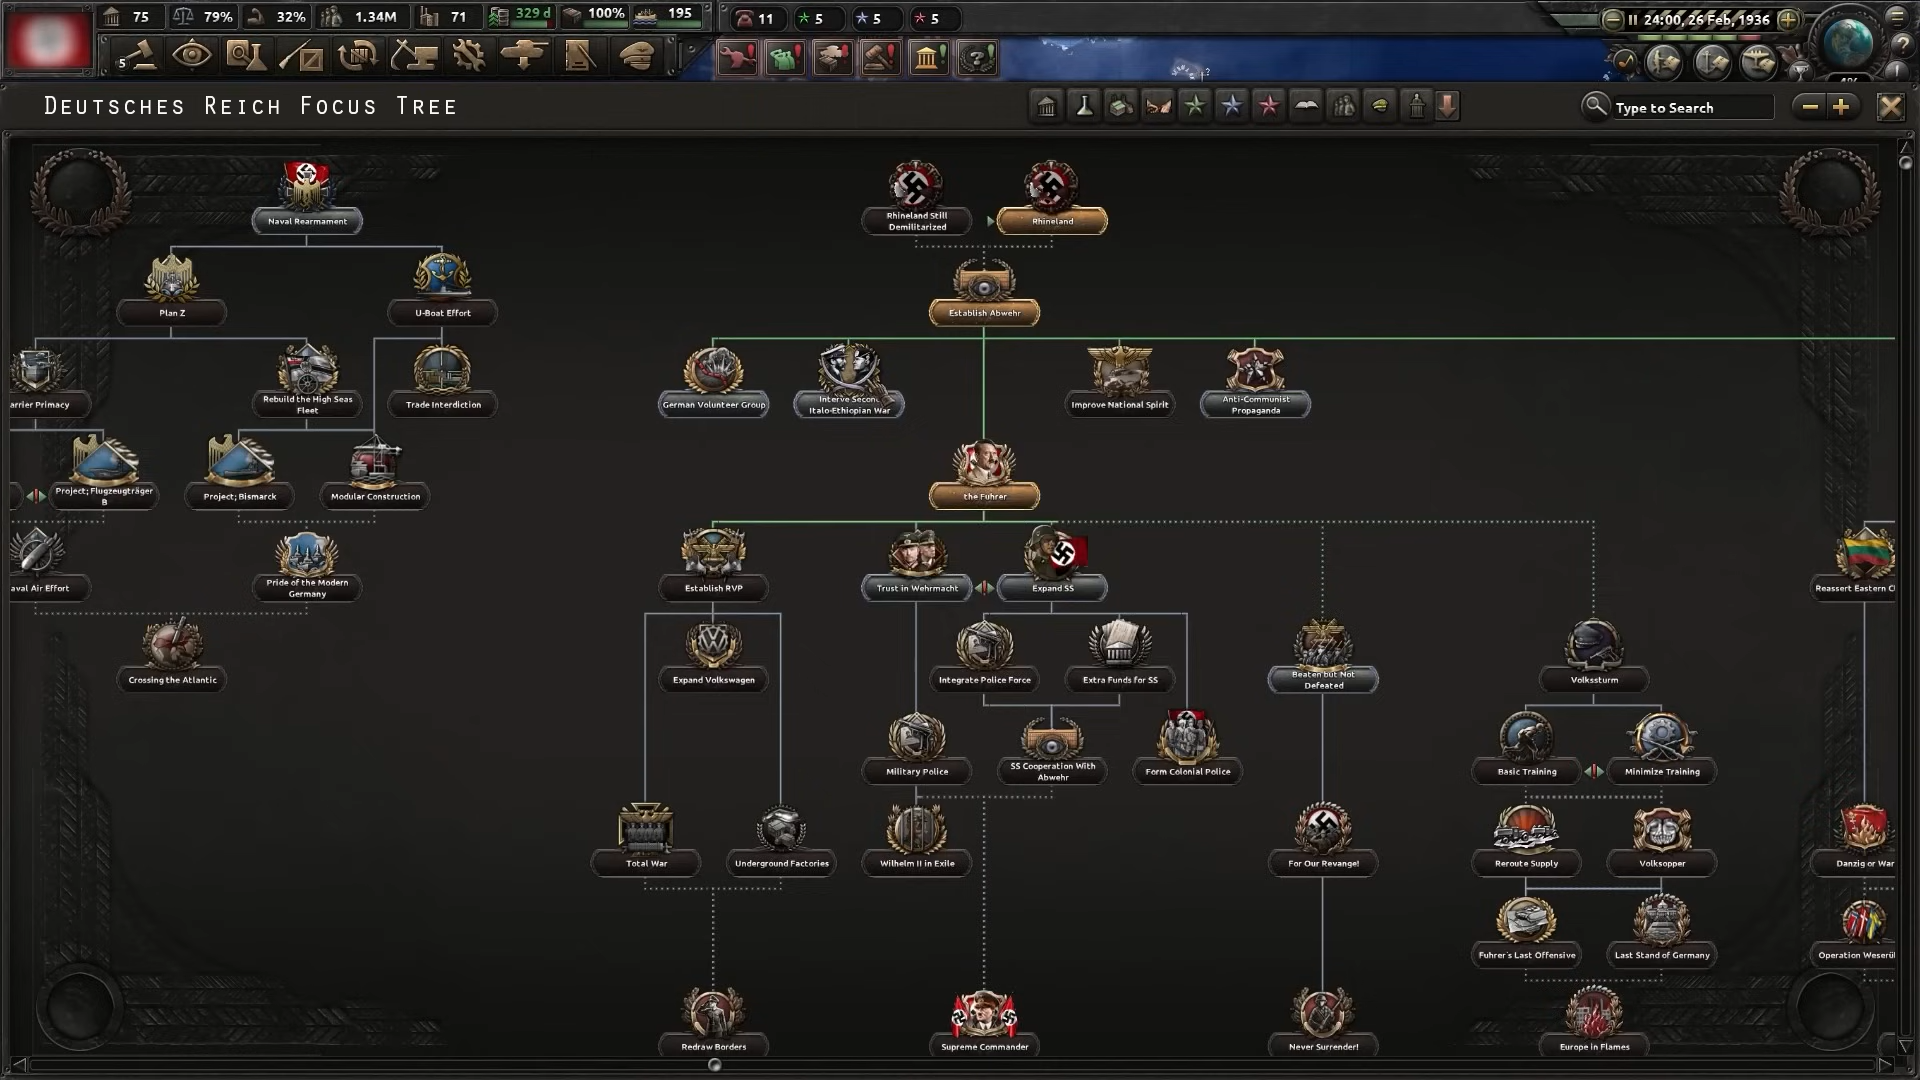 75 79% 32% 1.34M 71 329 d 100% 195 11 5 5 5 24:00, 26 Feb, 1936
5
Deutsches Reich Focus Tree
Type to Search
Naval Rearmament
Rhineland Still
Demilitarized
Rhineland
Plan Z
U-Boat Effort
Establish Abwehr
arrier Primacy
Rebuild the High Seas
Fleet
Trade Interdiction
German Volunteer Group
Italo-Ethiopian War
Improve National Spirit
Anti-Communist
Propaganda
Project; Flugzeugträger
B
Project; Bismarck
Modular Construction
the Fuhrer
aval Air Effort
Pride of the Modern
Germany
Establish RVP
Trust in Wehrmacht
Expand SS
Reassert Eastern Cl
Crossing the Atlantic
Expand Volkswagen
Integrate Police Force
Extra Funds for SS
Beaten but Not
Defeated
Volkssturm
Military Police
SS Cooperation With
Abwehr
Form Colonial Police
Basic Training
Minimize Training
Total War
Underground Factories
Wilhelm II in Exile
For Our Revange!
Reroute Supply
Volksopper
Danzig or War
Fuhrer's Last Offensive
Last Stand of Germany
Operation Weserü
Redraw Borders
Supreme Commander
Never Surrender!
Europe in Flames